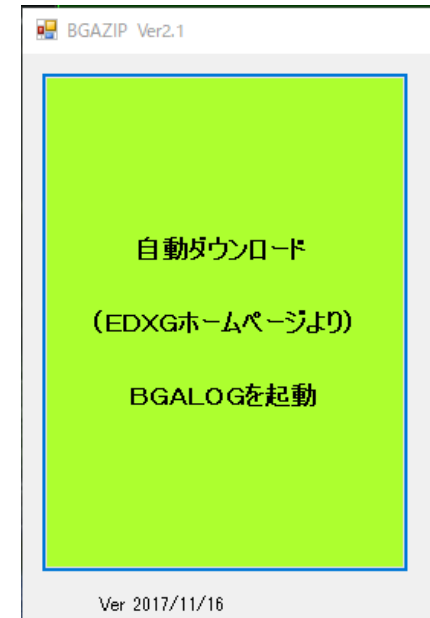 BGAZIP Ver2.1
自動ダウンロード
（EDXGホームページより）
BGALOGを起動
Ver 2017/11/16